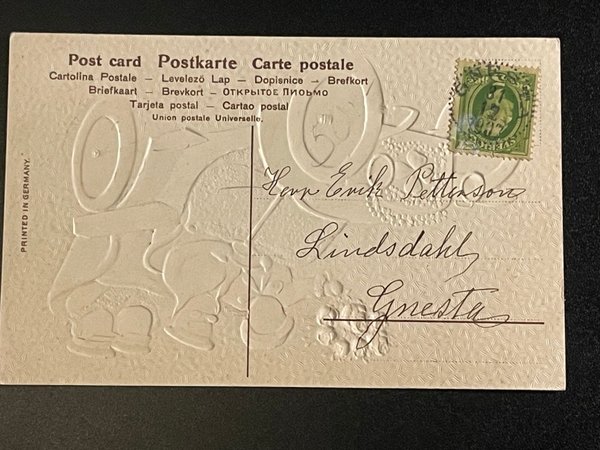 Post card Postkarte Carte postale
Cartolina Postale – Levelező Lap – Dopisnice – Brefkort
Briefkaart – Brevkort – ОТКРЫТОЕ ПИСЬМО
Tarjeta postal – Cartao postal
Union postale Universelle.
PRINTED IN GERMANY.
Herr Erik Petterson
Lindsdahl,
Gnesta